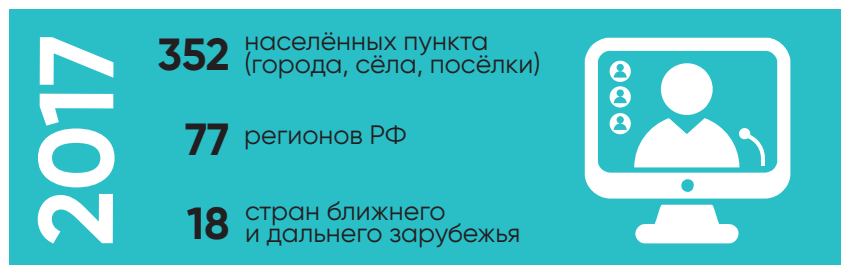 2017
352 населённых пункта
(города, сёла, посёлки)
77 регионов РФ
18 стран ближнего
и дальнего зарубежья